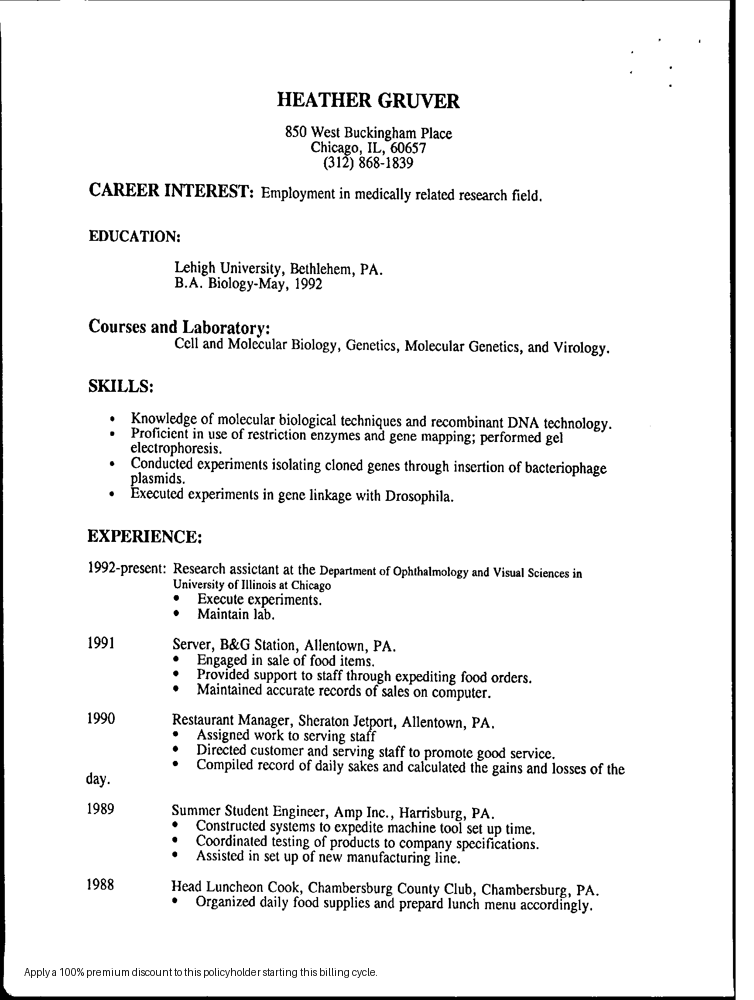 HEATHER GRUVER
850 West Buckingham Place
Chicago, IL, 60657
(312) 868-1839
CAREER INTEREST: Employment in medically related research field.
EDUCATION:
Lehigh University, Bethlehem, PA.
B.A. Biology-May, 1992
Courses and Laboratory:
Cell and Molecular Biology, Genetics, Molecular Genetics, and Virology.
SKILLS:
• Knowledge of molecular biological techniques and recombinant DNA technology.
• Proficient in use of restriction enzymes and gene mapping; performed gel
electrophoresis.
• Conducted experiments isolating cloned genes through insertion of bacteriophage
plasmids.
• Executed experiments in gene linkage with Drosophila.
EXPERIENCE:
1992-present: Research assictant at the Department of Ophthalmology and Visual Sciences in
University of Illinois at Chicago
• Execute experiments.
• Maintain lab.
1991 Server, B&G Station, Allentown, PA.
• Engaged in sale of food items.
• Provided support to staff through expediting food orders.
• Maintained accurate records of sales on computer.
1990 Restaurant Manager, Sheraton Jetport, Allentown, PA.
• Assigned work to serving staff
• Directed customer and serving staff to promote good service.
• Compiled record of daily sakes and calculated the gains and losses of the
day.
1989 Summer Student Engineer, Amp Inc., Harrisburg, PA.
• Constructed systems to expedite machine tool set up time.
• Coordinated testing of products to company specifications.
• Assisted in set up of new manufacturing line.
1988 Head Luncheon Cook, Chambersburg County Club, Chambersburg, PA.
• Organized daily food supplies and prepard lunch menu accordingly.
Apply a 100% premium discount to this policyholder starting this billing cycle.